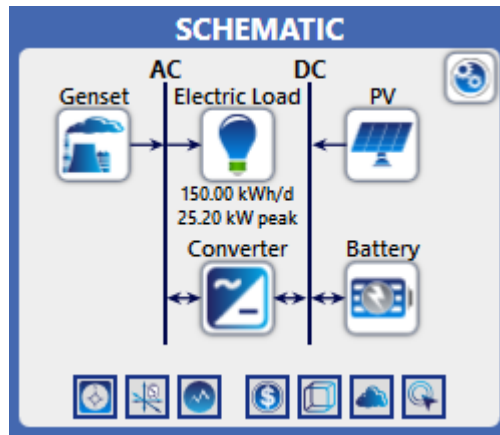 SCHEMATIC
AC DC
Genset Electric Load PV
150.00 kWh/d
25.20 kW peak
Converter Battery